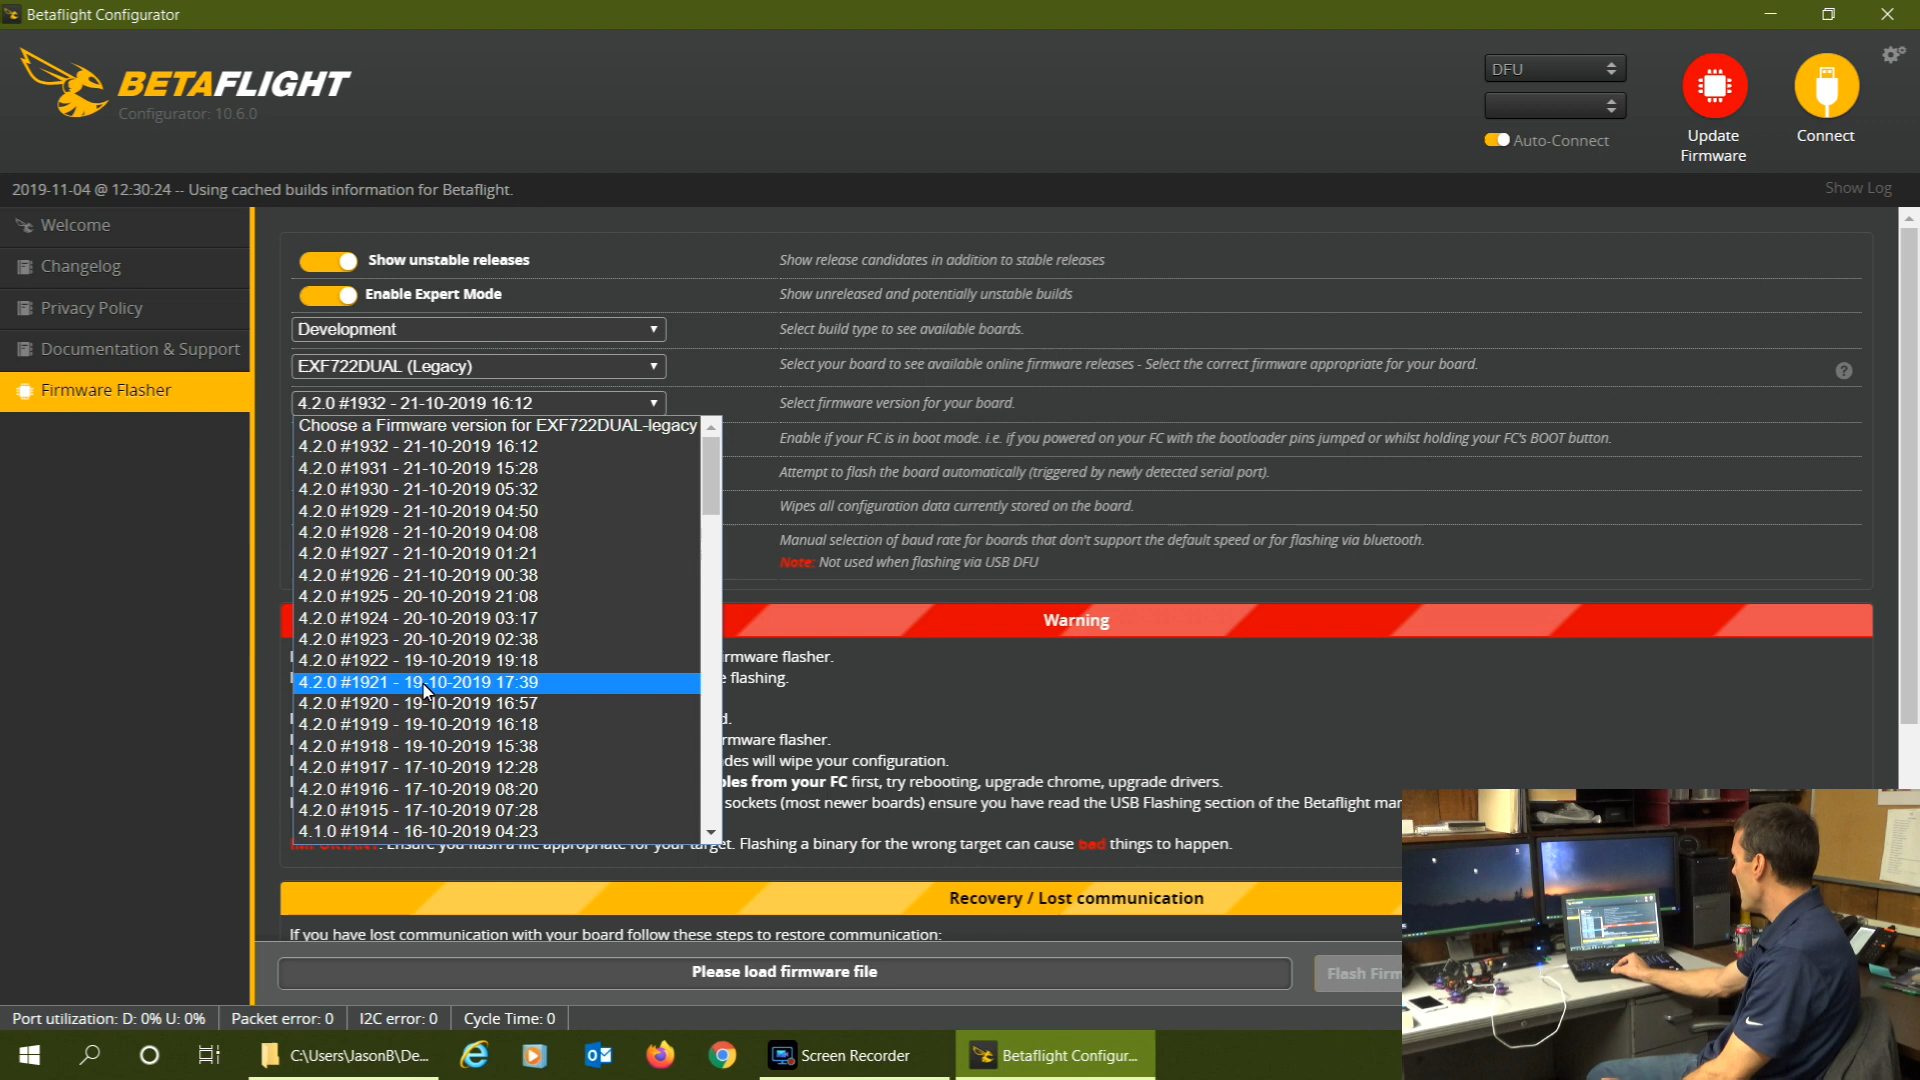 Betaflight Configurator
BETAFLIGHT
Configurator: 10.6.0
DFU
Auto-Connect
Update
Firmware
Connect
2019-11-04 @ 12:30:24 -- Using cached builds information for Betaflight.
Show Log
Welcome
Changelog
Privacy Policy
Documentation & Support
Firmware Flasher
Show unstable releases
Show release candidates in addition to stable releases
Enable Expert Mode
Show unreleased and potentially unstable builds
Development
Select build type to see available boards.
EXF722DUAL (Legacy)
Select your board to see available online firmware releases - Select the correct firmware appropriate for your board.
?
4.2.0 #1932 - 21-10-2019 16:12
Select firmware version for your board.
Choose a Firmware version for EXF722DUAL-legacy
4.2.0 #1932 - 21-10-2019 16:12
4.2.0 #1931 - 21-10-2019 15:28
4.2.0 #1930 - 21-10-2019 05:32
4.2.0 #1929 - 21-10-2019 04:50
4.2.0 #1928 - 21-10-2019 04:08
4.2.0 #1927 - 21-10-2019 01:21
4.2.0 #1926 - 21-10-2019 00:38
4.2.0 #1925 - 20-10-2019 21:08
4.2.0 #1924 - 20-10-2019 03:17
4.2.0 #1923 - 20-10-2019 02:38
4.2.0 #1922 - 19-10-2019 19:18
4.2.0 #1921 - 19-10-2019 17:39
4.2.0 #1920 - 19-10-2019 16:57
4.2.0 #1919 - 19-10-2019 16:18
4.2.0 #1918 - 19-10-2019 15:38
4.2.0 #1917 - 17-10-2019 12:28
4.2.0 #1916 - 17-10-2019 08:20
4.2.0 #1915 - 17-10-2019 07:28
4.1.0 #1914 - 16-10-2019 04:23
Enable if your FC is in boot mode. i.e. if you powered on your FC with the bootloader pins jumped or whilst holding your FC's BOOT button.
Attempt to flash the board automatically (triggered by newly detected serial port).
Wipes all configuration data currently stored on the board.
Manual selection of baud rate for boards that don't support the default speed or for flashing via bluetooth.
Note: Not used when flashing via USB DFU
Warning
rmware flasher.
e flashing.
d.
rmware flasher.
des will wipe your configuration.
bles from your FC first, try rebooting, upgrade chrome, upgrade drivers.
sockets (most newer boards) ensure you have read the USB Flashing section of the Betaflight mar
IMPORTANT: Ensure you flash a file appropriate for your target. Flashing a binary for the wrong target can cause bad things to happen.
Recovery / Lost communication
If you have lost communication with your board follow these steps to restore communication:
Please load firmware file
Flash Firm
Port utilization: D: 0% U: 0%
Packet error: 0
I2C error: 0
Cycle Time: 0
C:\Users\JasonB\De...
Screen Recorder
Betaflight Configur...